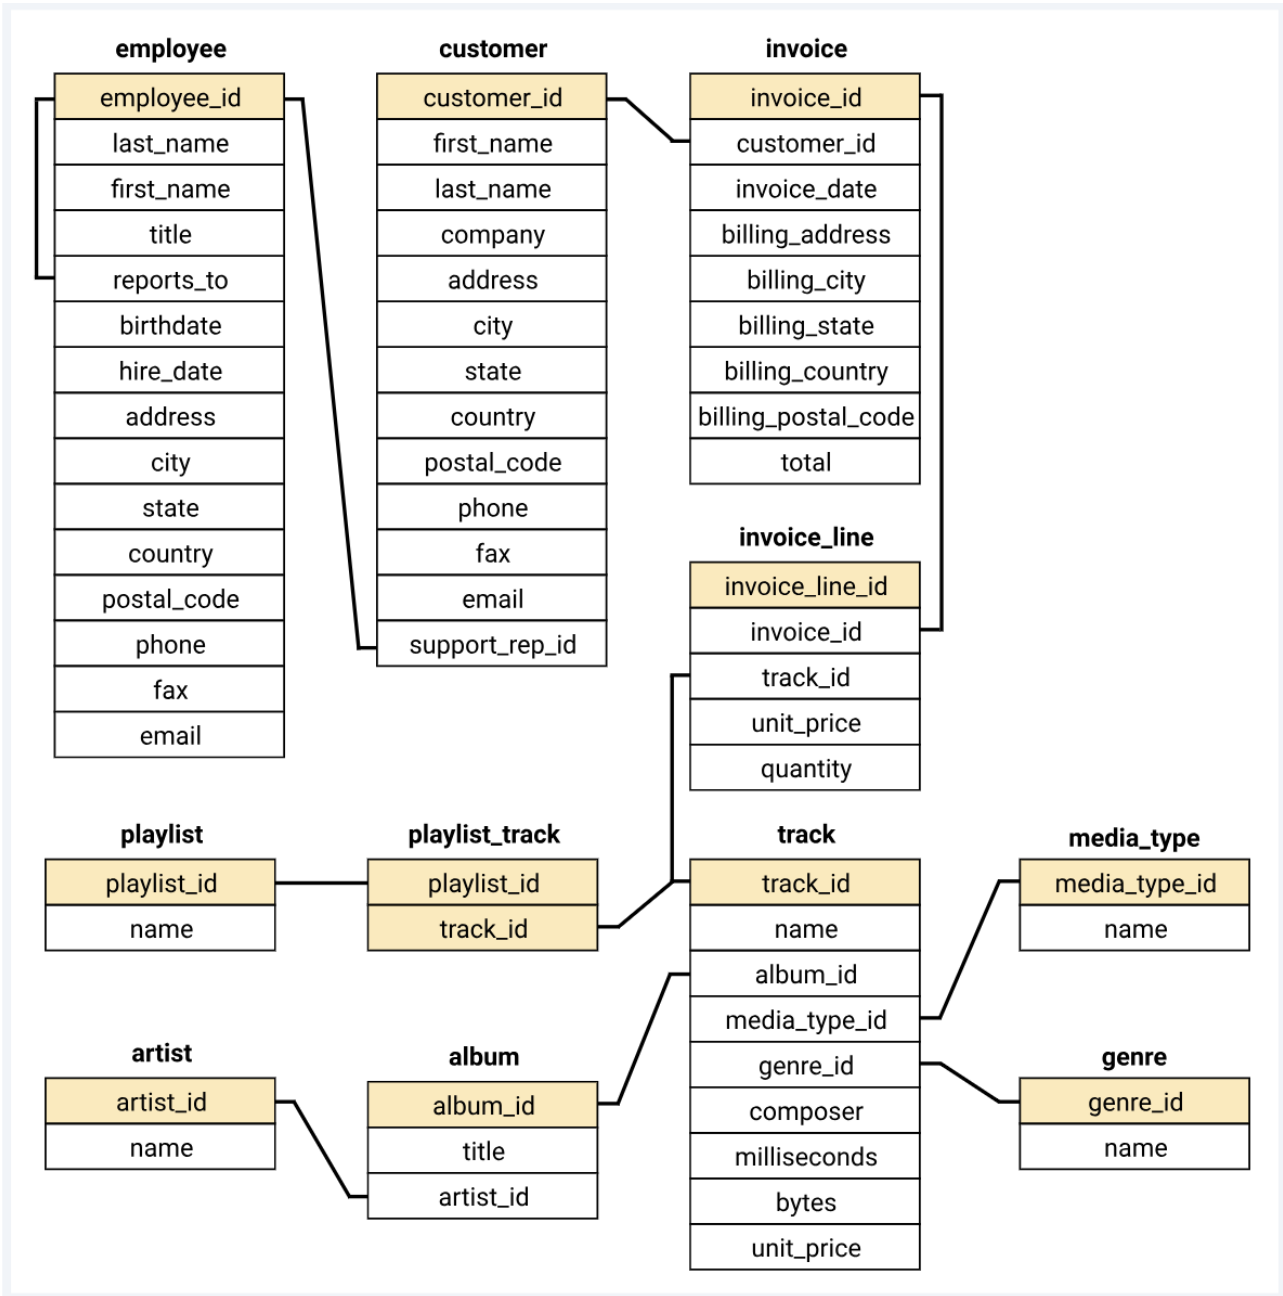 employee
employee_id
last_name
first_name
title
reports_to
birthdate
hire_date
address
city
state
country
postal_code
phone
fax
email
customer
customer_id
first_name
last_name
company
address
city
state
country
postal_code
phone
fax
email
support_rep_id
invoice
invoice_id
customer_id
invoice_date
billing_address
billing_city
billing_state
billing_country
billing_postal_code
total
invoice_line
invoice_line_id
invoice_id
track_id
unit_price
quantity
playlist
playlist_id
name
playlist_track
playlist_id
track_id
track
track_id
name
album_id
media_type_id
genre_id
composer
milliseconds
bytes
unit_price
media_type
media_type_id
name
artist
artist_id
name
album
album_id
title
artist_id
genre
genre_id
name